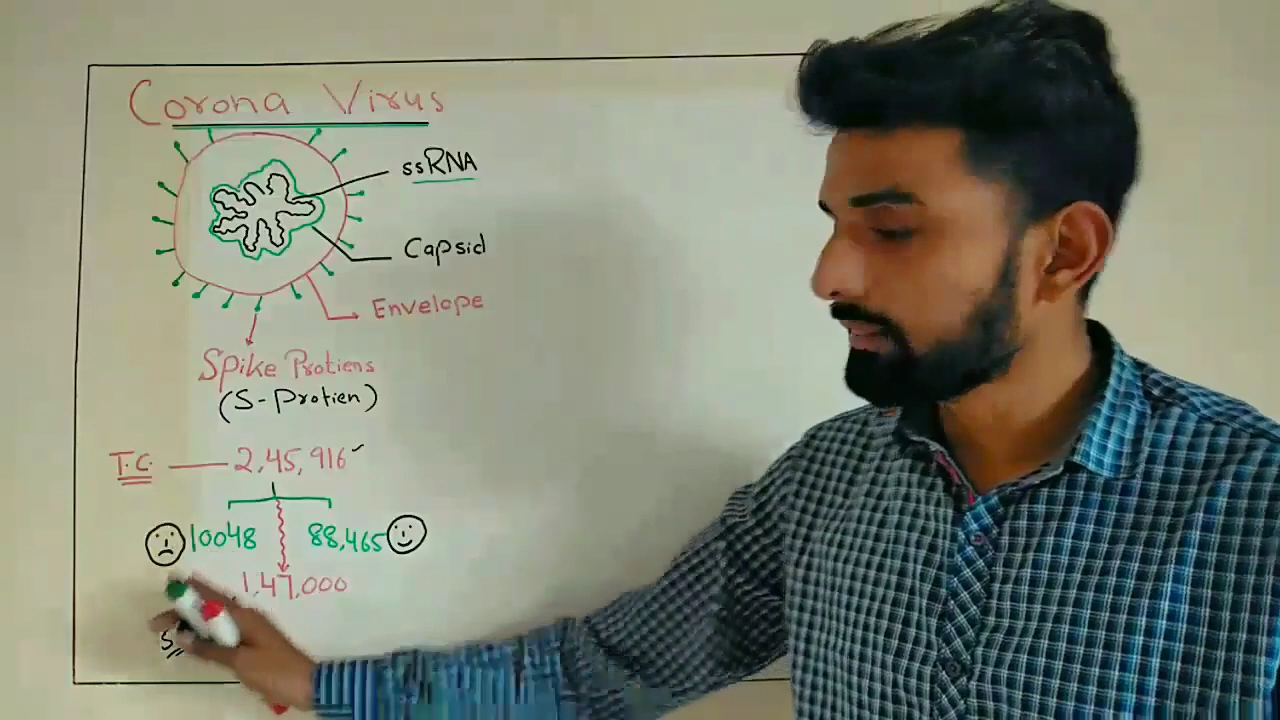 Corona Virus
ssRNA
Capsid
Envelope
Spike Protiens
(S-Protien)
T.C. 2,45,916
10048 88,465
1,47,000
S